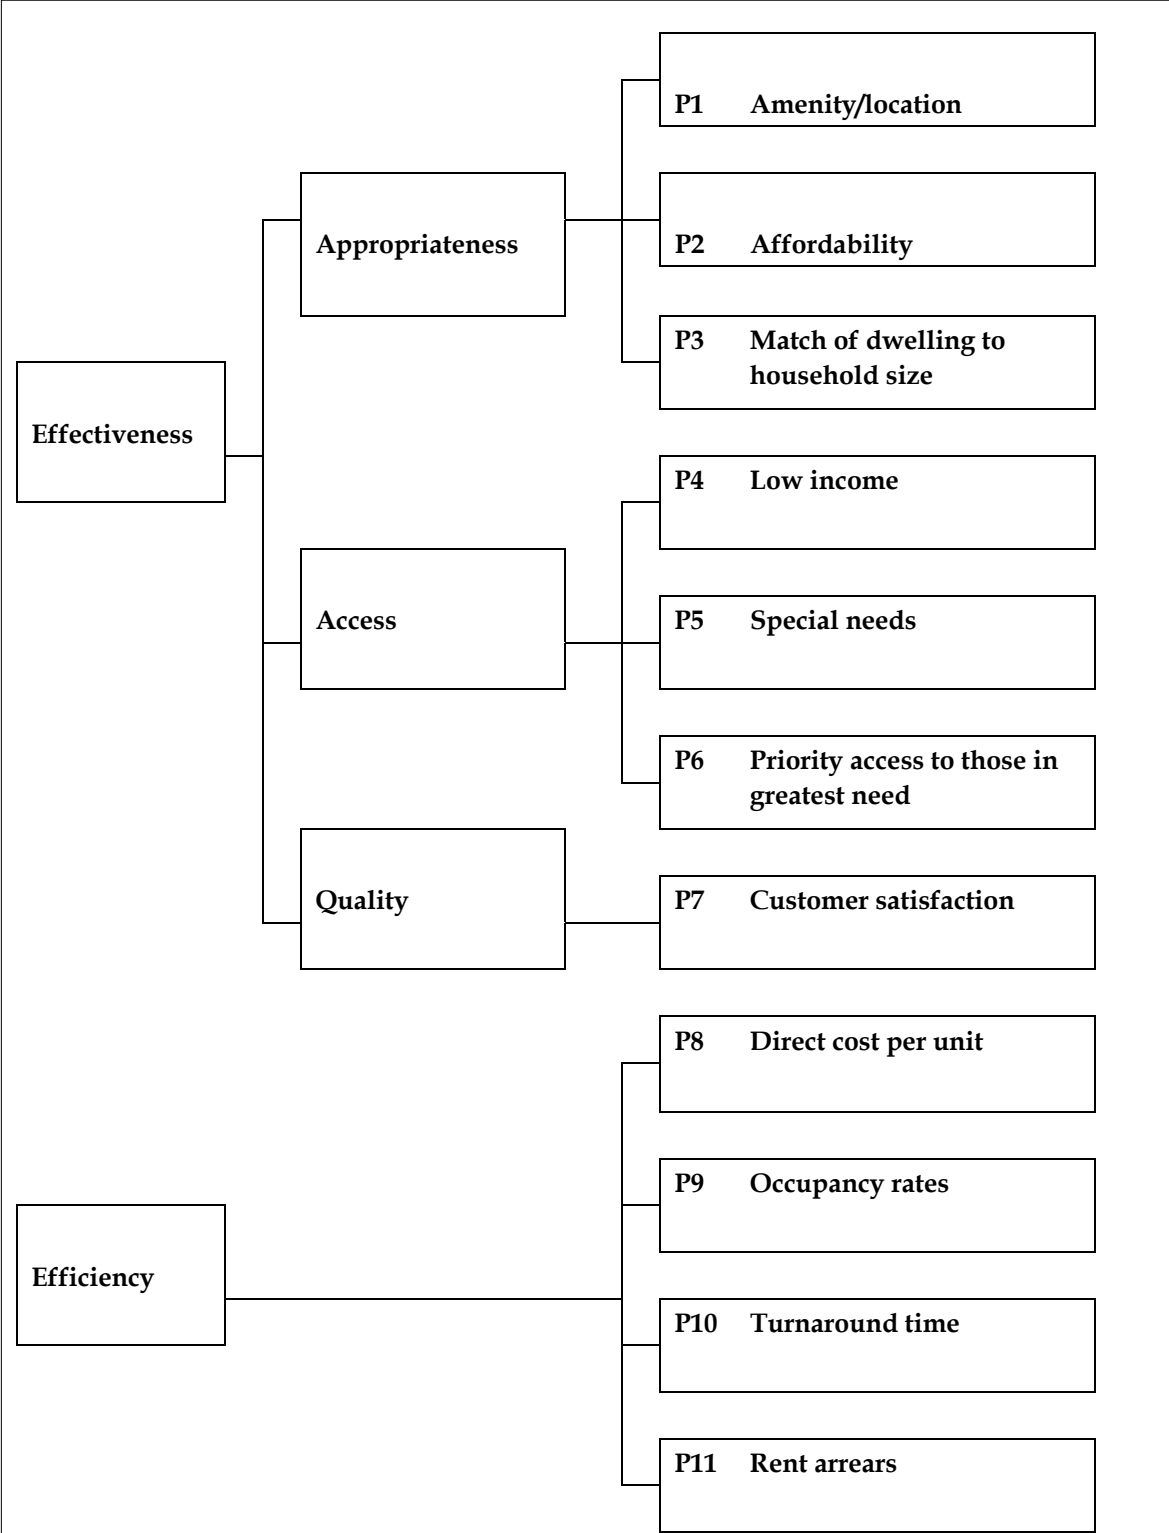 P1 Amenity/location
Appropriateness
P2 Affordability
P3 Match of dwelling to
household size
Effectiveness
P4 Low income
Access
P5 Special needs
P6 Priority access to those in
greatest need
Quality
P7 Customer satisfaction
P8 Direct cost per unit
P9 Occupancy rates
Efficiency
P10 Turnaround time
P11 Rent arrears